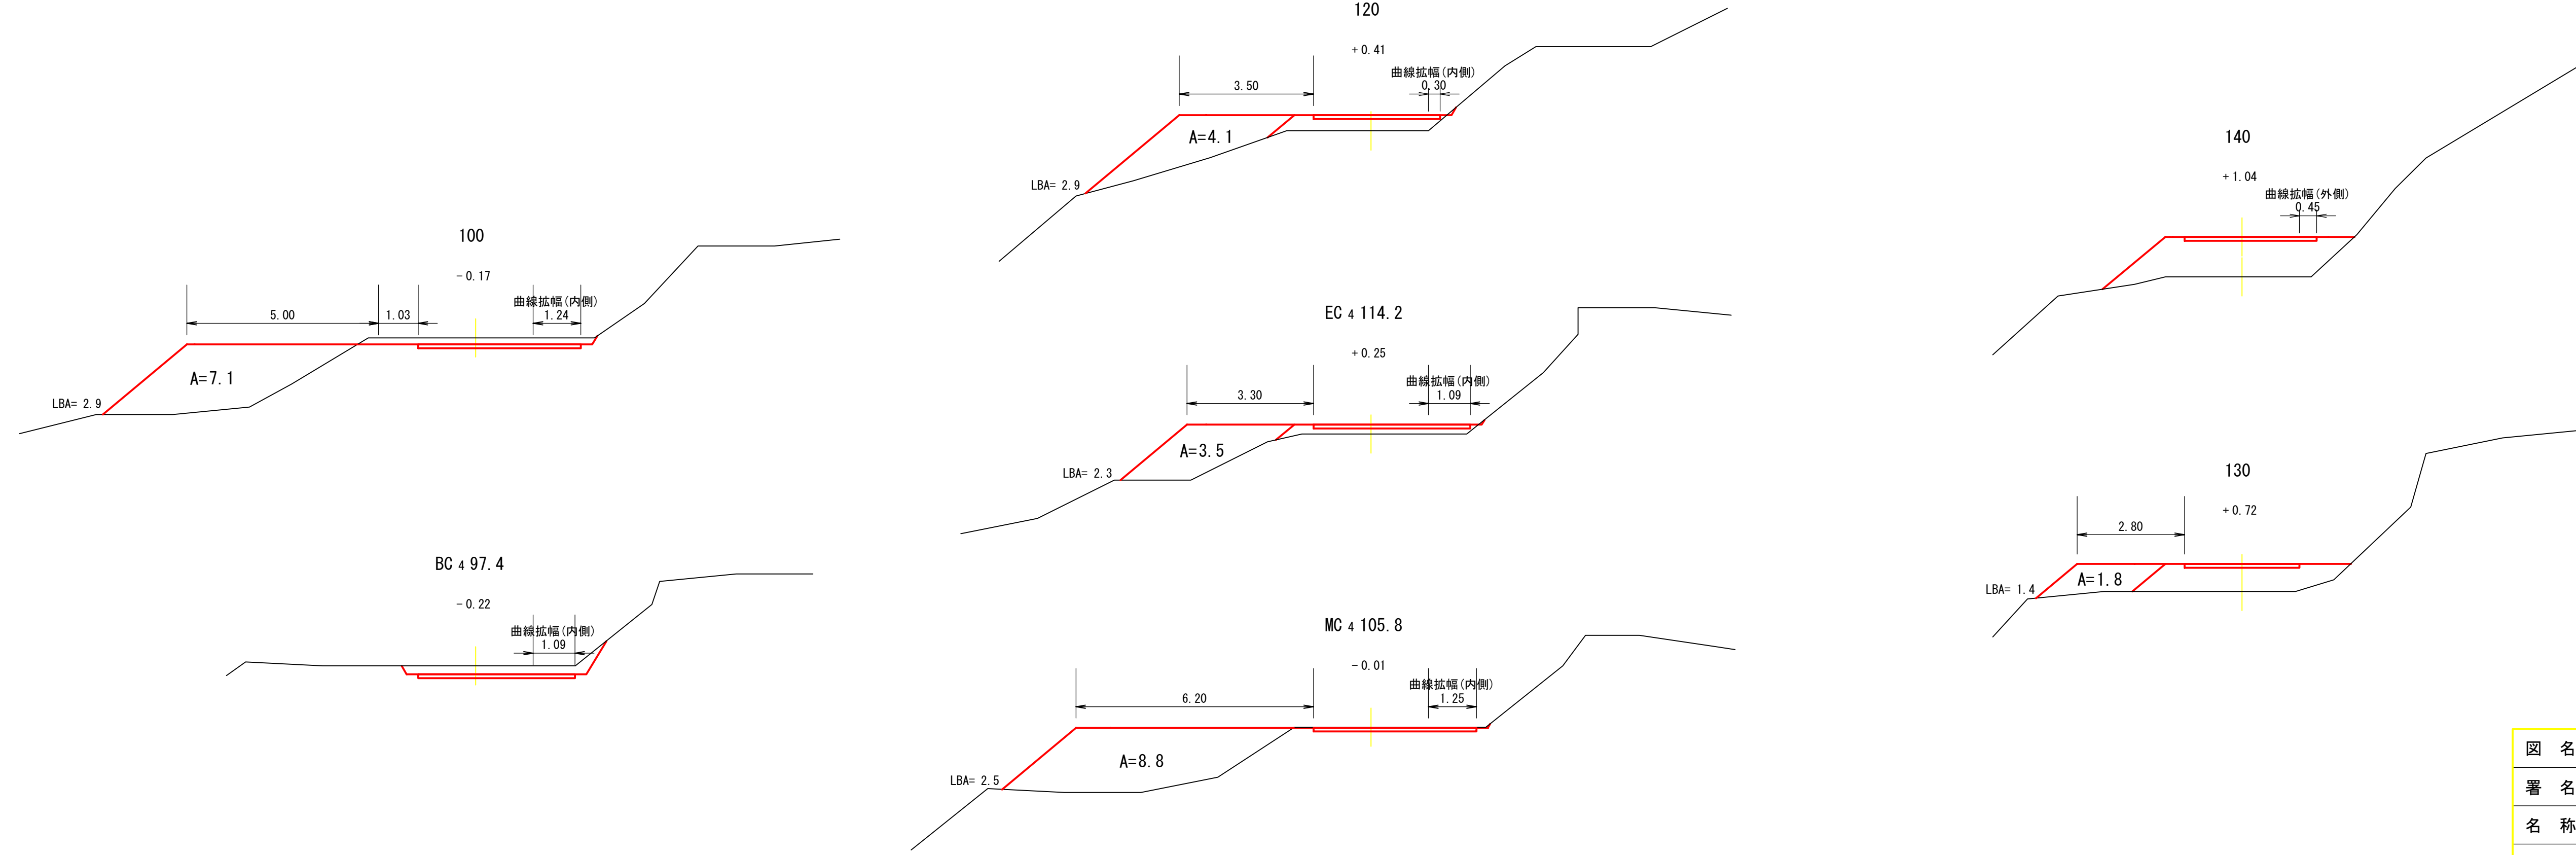 100
-0.17
曲線拡幅(内側)
5.00
1.03
1.24
A=7.1
LBA= 2.9
BC 4 97.4
-0.22
曲線拡幅(内側)
1.09
120
+0.41
曲線拡幅(内側)
3.50
0.30
A=4.1
LBA= 2.9
EC 4 114.2
+0.25
曲線拡幅(内側)
3.30
1.09
A=3.5
LBA= 2.3
MC 4 105.8
-0.01
曲線拡幅(内側)
6.20
1.25
A=8.8
LBA= 2.5
140
+1.04
曲線拡幅(外側)
0.45
130
+0.72
2.80
A=1.8
LBA= 1.4
図 名
署 名
名 称